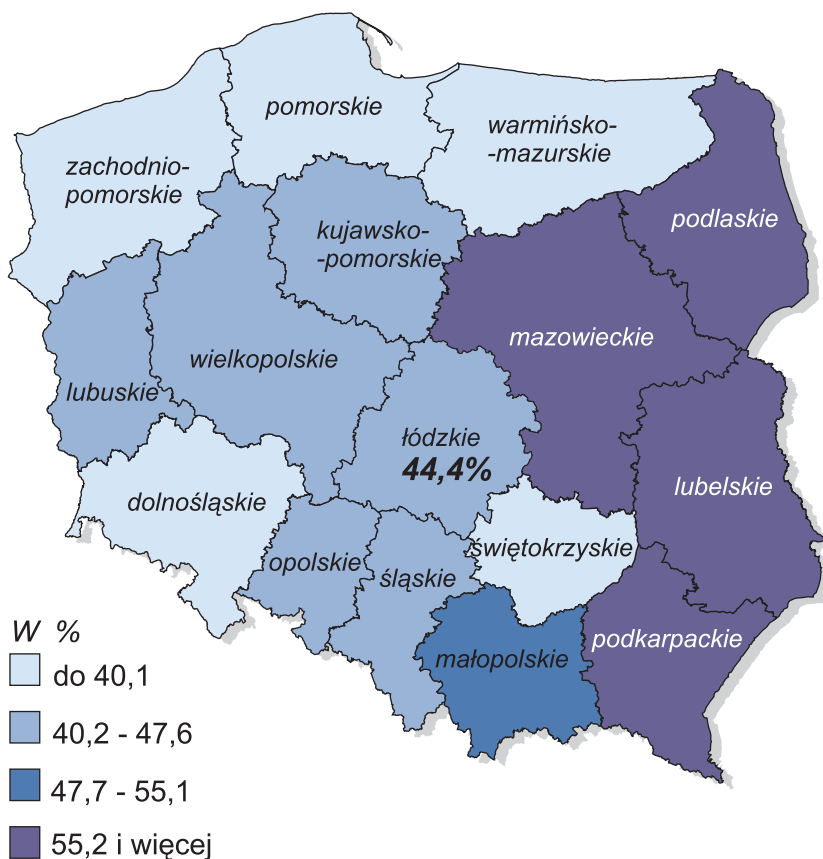 pomorskie
warmińsko-
-mazurskie
zachodnio-
pomorskie
podlaskie
kujawsko-
-pomorskie
mazowieckie
wielkopolskie
lubuskie
łódzkie
44,4%
lubelskie
dolnośląskie
świętokrzyskie
opolskie
śląskie
podkarpackie
małopolskie
W %
do 40,1
40,2 - 47,6
47,7 - 55,1
55,2 i więcej